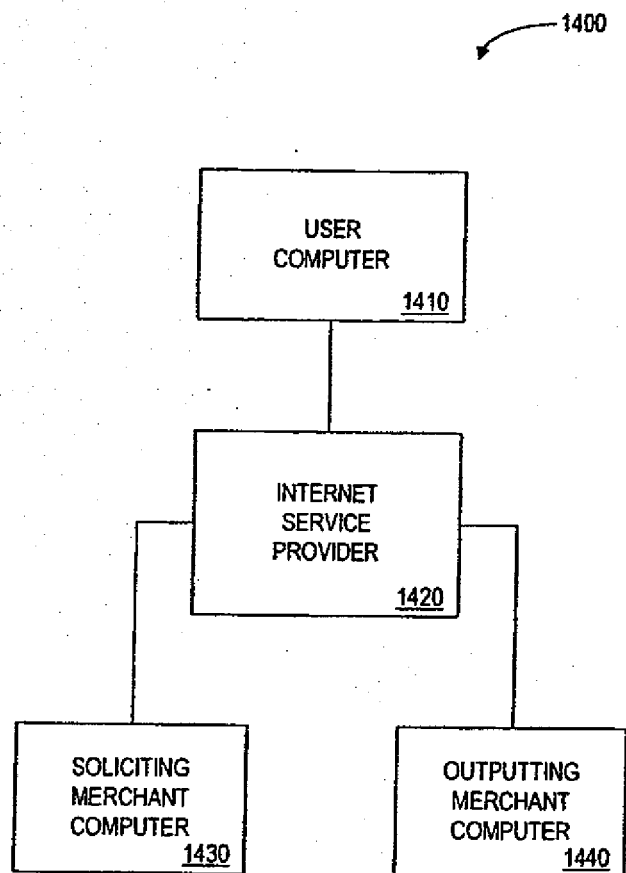 1400
USER
COMPUTER
1410
INTERNET
SERVICE
PROVIDER
1420
SOLICITING
MERCHANT
COMPUTER
1430
OUTPUTTING
MERCHANT
COMPUTER
1440